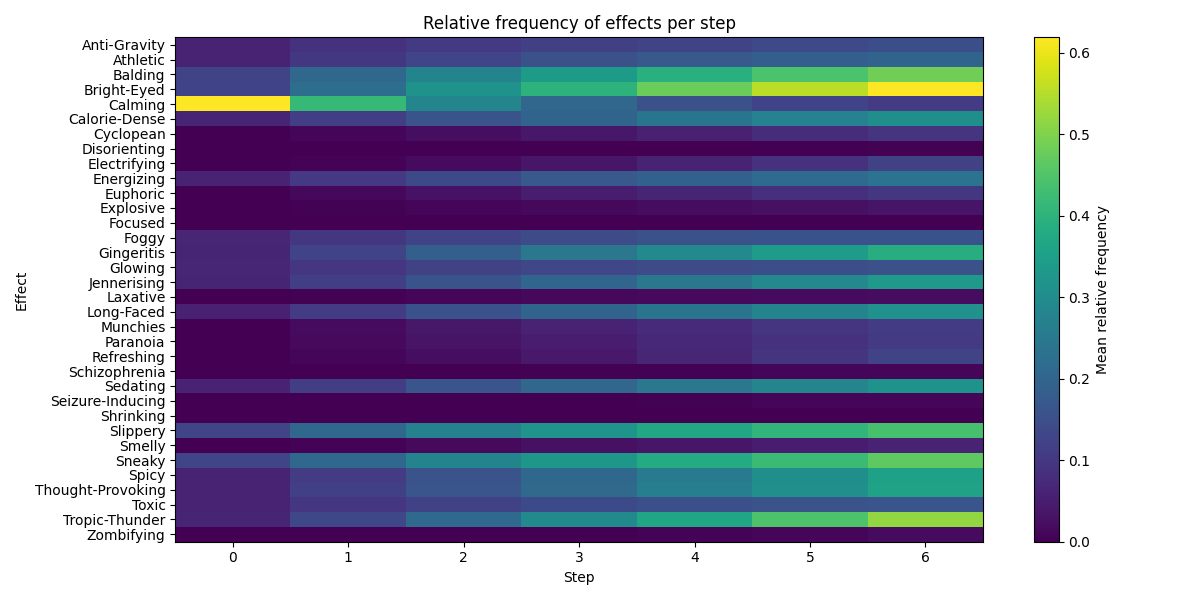 Relative frequency of effects per step
Effect
Anti-Gravity
Athletic
Balding
Bright-Eyed
Calming
Calorie-Dense
Cyclopean
Disorienting
Electrifying
Energizing
Euphoric
Explosive
Focused
Foggy
Gingeritis
Glowing
Jennerising
Laxative
Long-Faced
Munchies
Paranoia
Refreshing
Schizophrenia
Sedating
Seizure-Inducing
Shrinking
Slippery
Smelly
Sneaky
Spicy
Thought-Provoking
Toxic
Tropic-Thunder
Zombifying
0 1 2 3 4 5 6
Step
0.6
0.5
0.4
0.3
0.2
0.1
0.0
Mean relative frequency